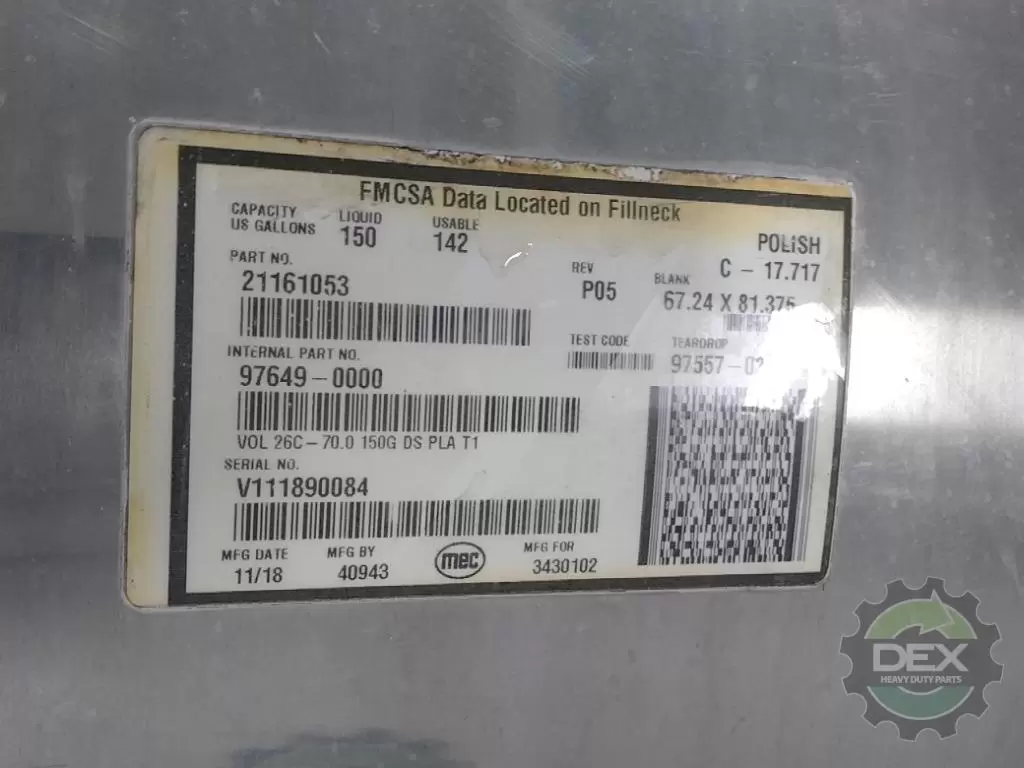 FMCSA Data Located on Fillneck
CAPACITY
US GALLONS
LIQUID
150
USABLE
142
POLISH
C - 17.717
PART NO.
21161053
REV
P05
BLANK
67.24 X 81.375
TEST CODE
TEARDROP
INTERNAL PART NO.
97649-0000
VOL 26C-70.0 150G DS PLA T1
SERIAL NO.
V111890084
MFG DATE
11/18
MFG BY
40943
mec
MFG FOR
3430102
DEX
HEAVY DUTY PARTS